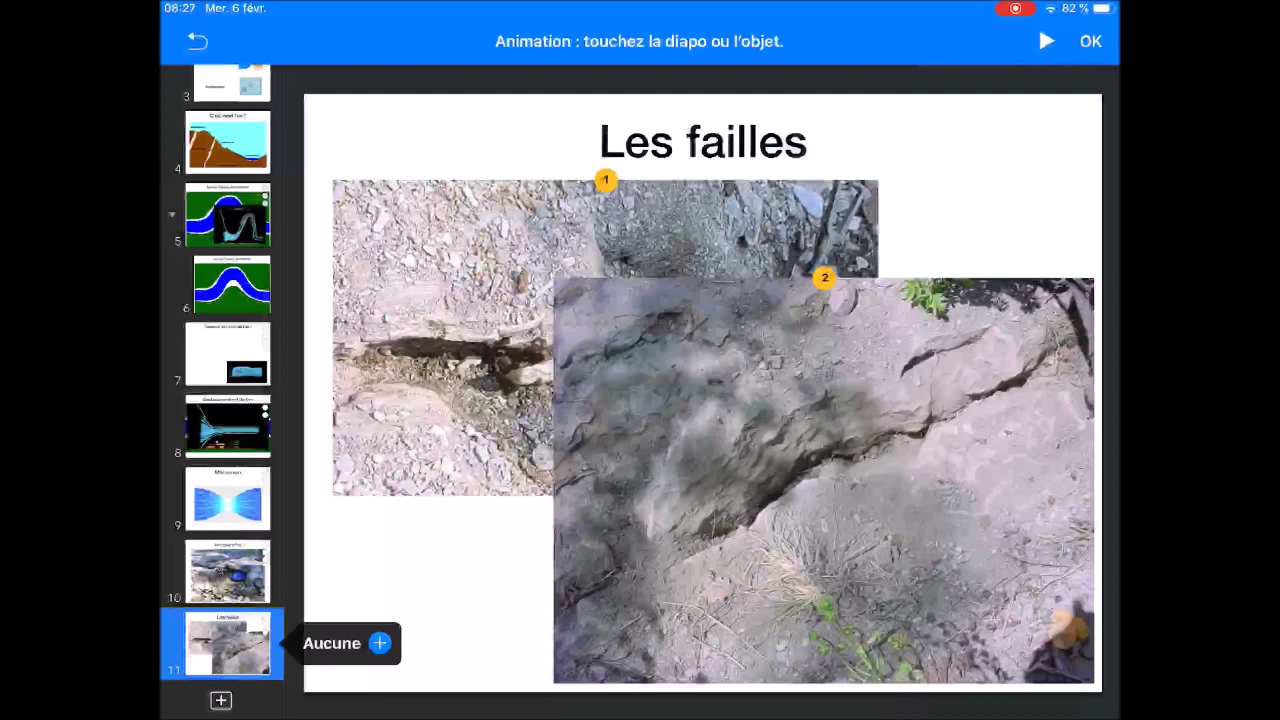 08:27 Mer. 6 févr.
82 %
Animation : touchez la diapo ou l'objet.
OK
3
4
5
6
7
8
9
10
11
Les failles
1
2
Aucune